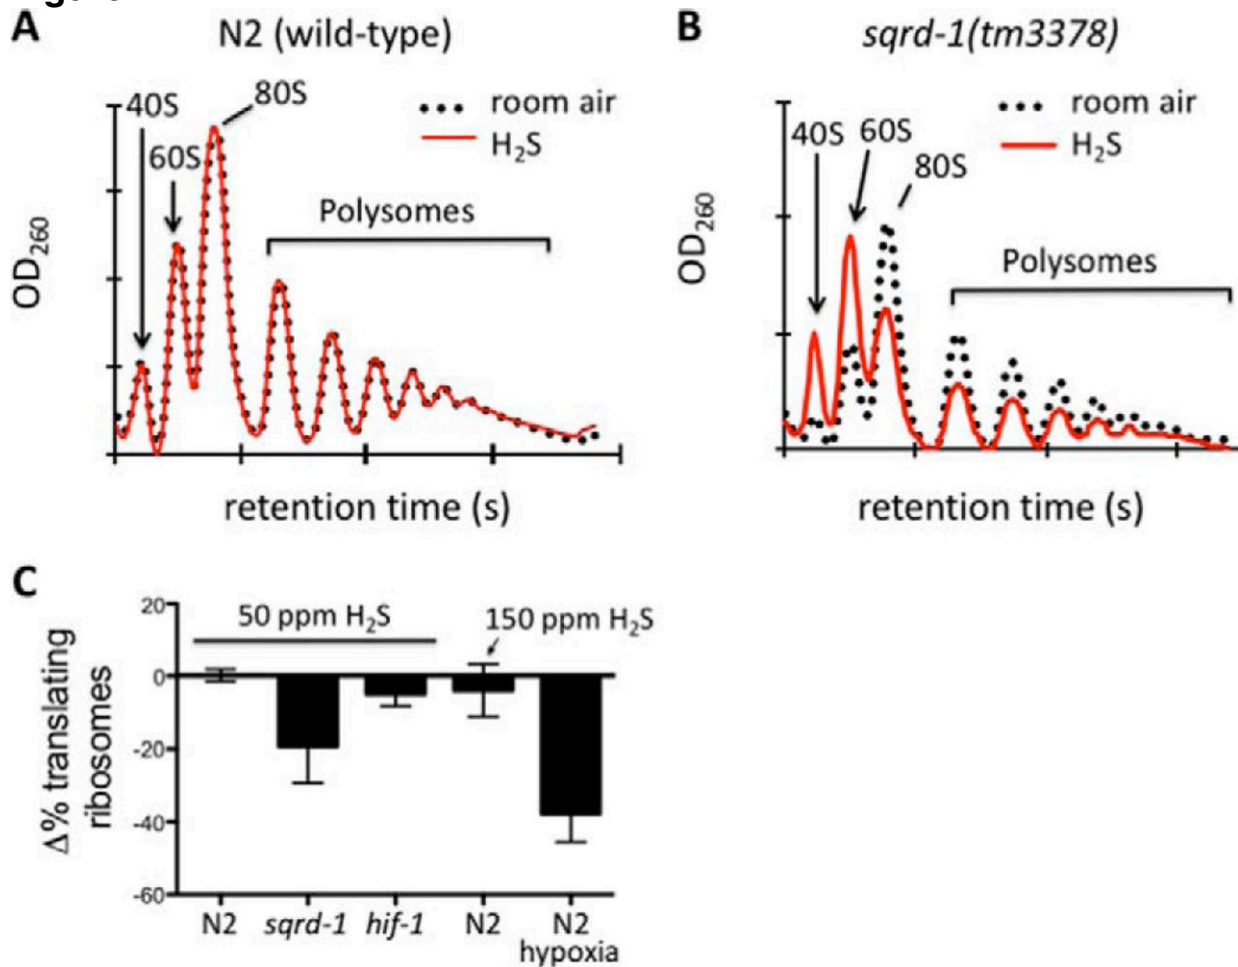 A
N2 (wild-type)
40S
60S
80S
room air
H₂S
Polysomes
OD₂₆₀
retention time (s)
B
sqrd-1(tm3378)
40S
60S
80S
room air
H₂S
Polysomes
OD₂₆₀
retention time (s)
C
50 ppm H₂S
150 ppm H₂S
Δ% translating
ribosomes
20
0
-20
-40
-60
N2
sqrd-1
hif-1
N2
N2
hypoxia